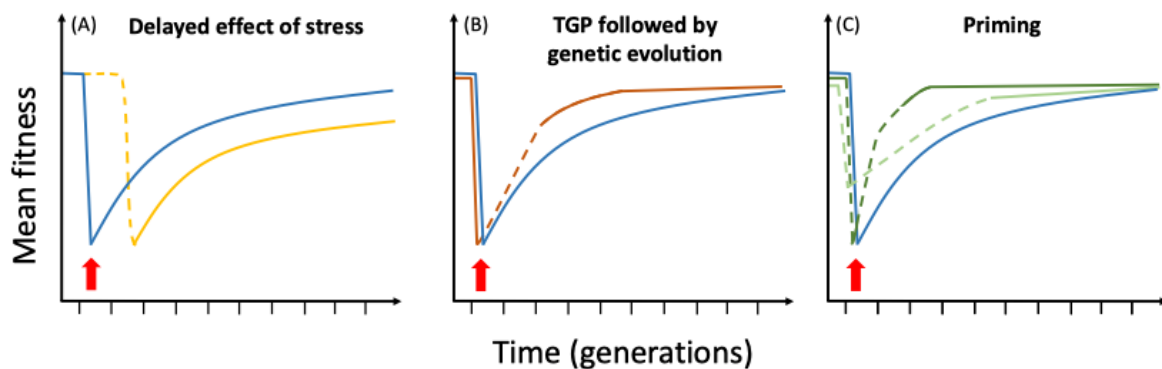 (A) Delayed effect of stress
(B) TGP followed by
genetic evolution
(C) Priming
Mean fitness
Time (generations)